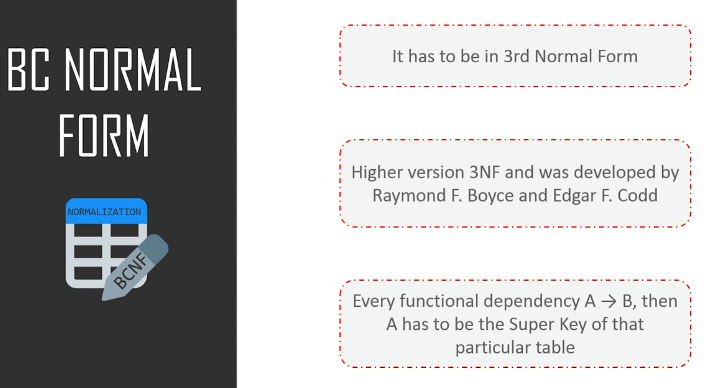 BC NORMAL
FORM
NORMALIZATION
BCNF
It has to be in 3rd Normal Form
Higher version 3NF and was developed by
Raymond F. Boyce and Edgar F. Codd
Every functional dependency A → B, then
A has to be the Super Key of that
particular table